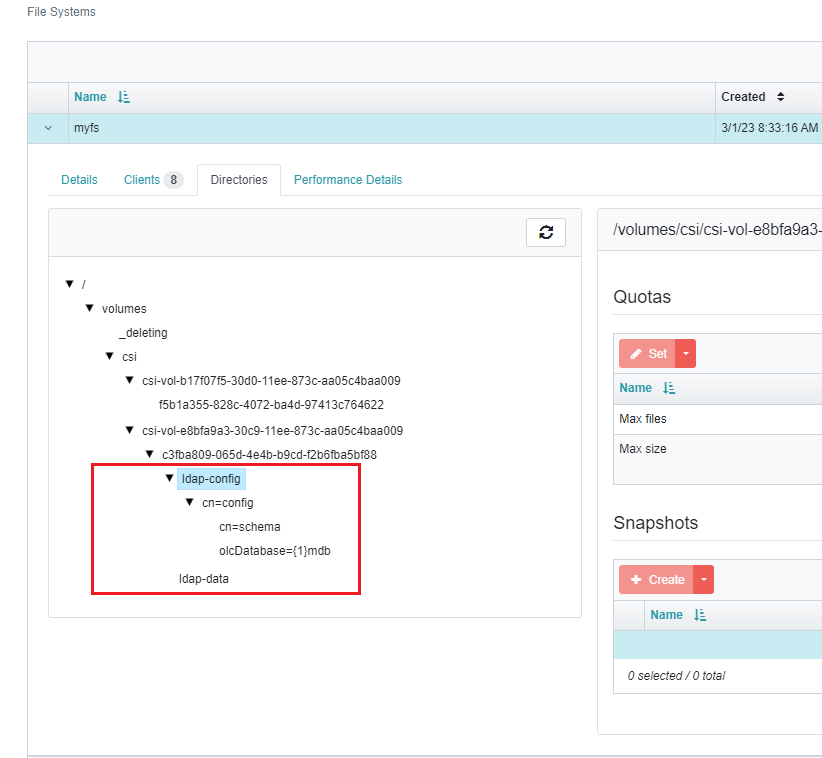 File Systems
Name
Created
myfs
3/1/23 8:33:16 AM
Details
Clients 8
Directories
Performance Details
/
volumes
_deleting
csi
csi-vol-b17f07f5-30d0-11ee-873c-aa05c4baa009
f5b1a355-828c-4072-ba4d-97413c764622
csi-vol-e8bfa9a3-30c9-11ee-873c-aa05c4baa009
c3fba809-065d-4e4b-b9cd-f2b6fba5bf88
ldap-config
cn=config
cn=schema
olcDatabase={1}mdb
ldap-data
/volumes/csi/csi-vol-e8bfa9a3-
Quotas
Set
Name
Max files
Max size
Snapshots
Create
Name
0 selected / 0 total